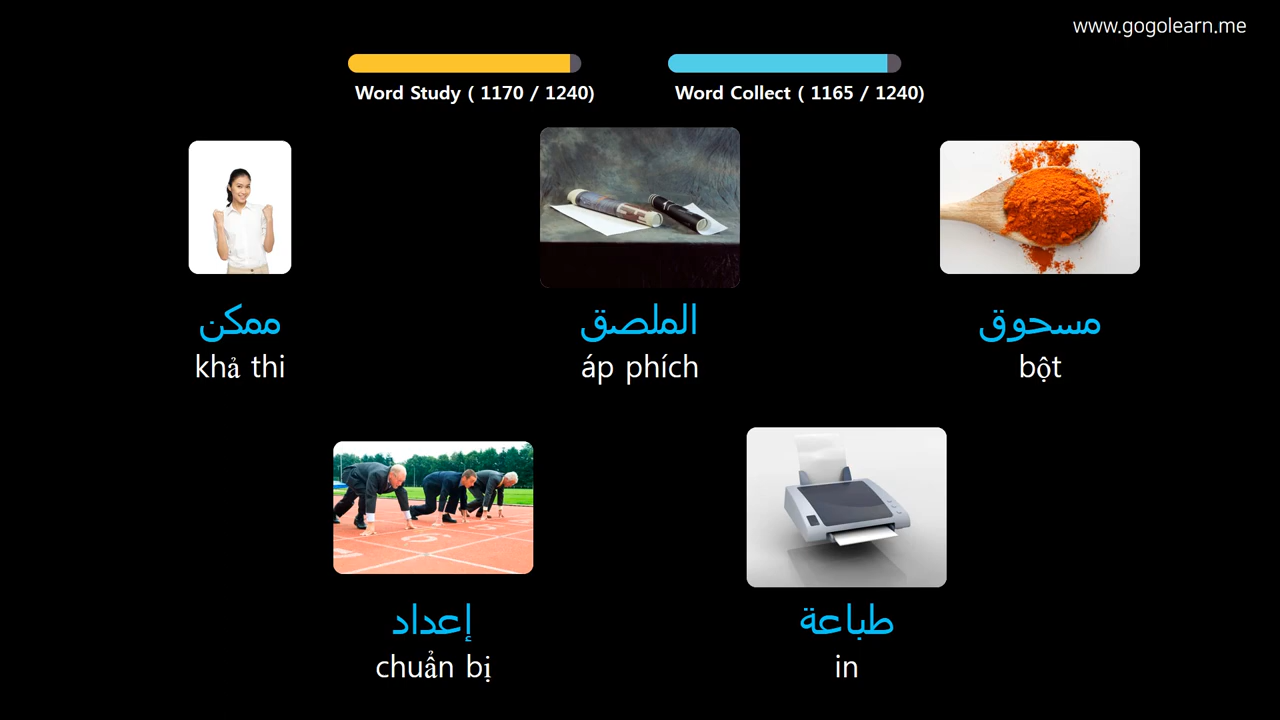 www.gogolearn.me
Word Study ( 1170 / 1240)
Word Collect ( 1165 / 1240)
ممكن
khả thi
الملصق
áp phích
مسحوق
bột
إعداد
chuẩn bị
طباعة
in